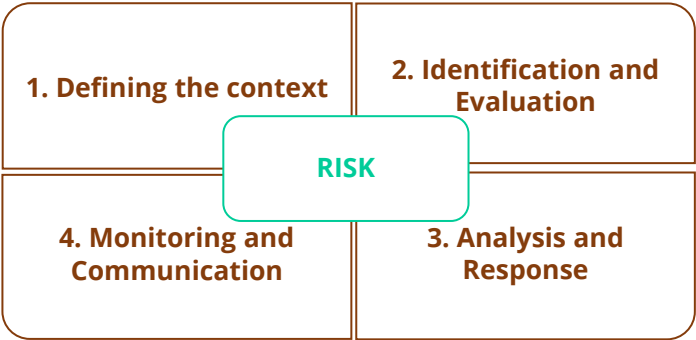 1. Defining the context
2. Identification and
Evaluation
RISK
4. Monitoring and
Communication
3. Analysis and
Response